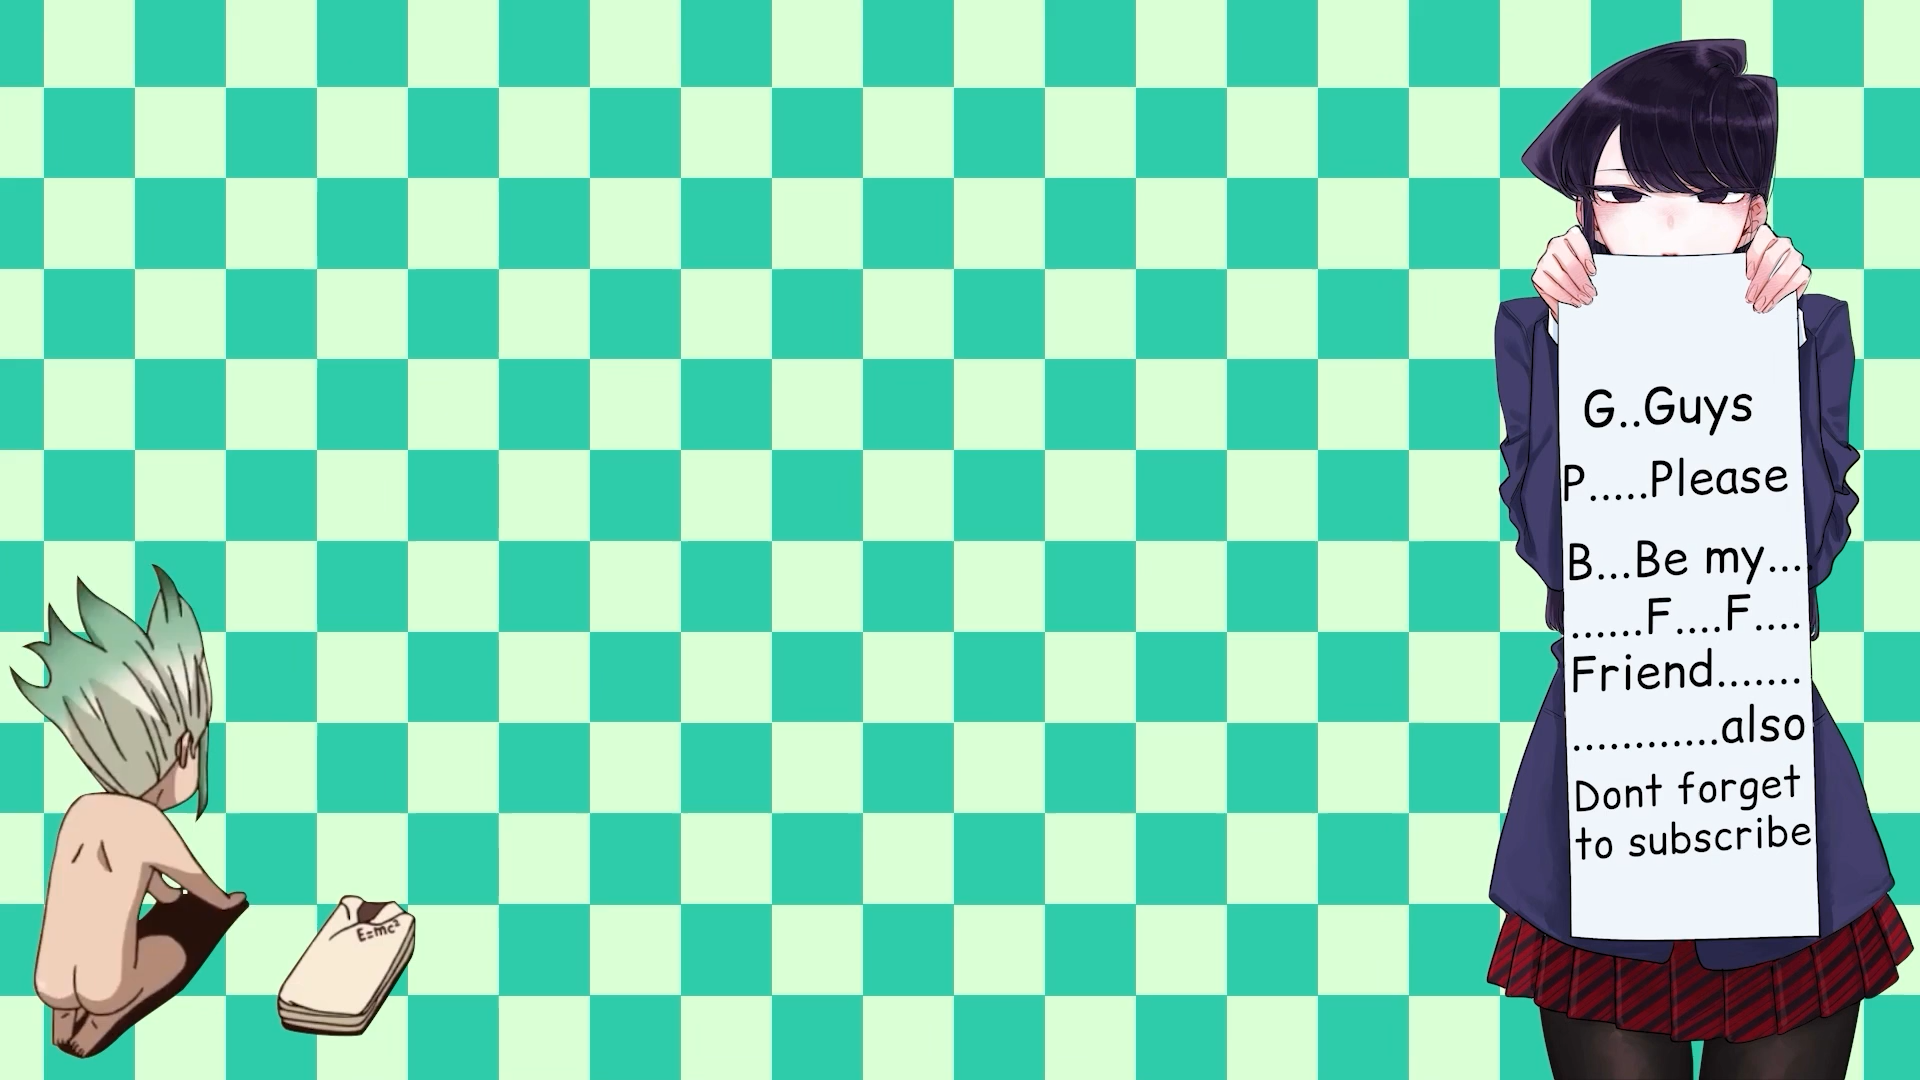 G..Guys
P.....Please
B...Be my....
......F....F....
Friend.......
............also
Dont forget
to subscribe
E=mc²